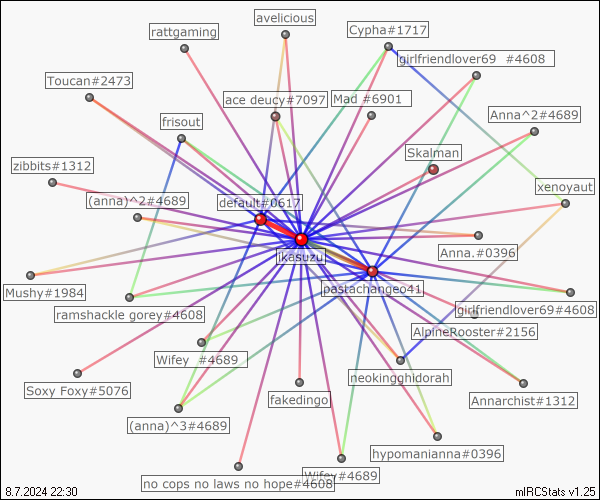 avelicious
rattgaming
Cypha#1717
girlfriendlover69 #4608
Toucan#2473
ace deucy#7097
Mad #6901
Anna^2#4689
frisout
Skalman
zibbits#1312
xenoyaut
(anna)^2#4689
default#0617
Anna.#0396
ikasuzu
Mushy#1984
pastachangeo41
girlfriendlover69#4608
ramshackle gorey#4608
AlpineRooster#2156
Wifey #4689
neokingghidorah
Soxy Foxy#5076
fakedingo
Annarchist#1312
(anna)^3#4689
hypomanianna#0396
Wifey#4689
no cops no laws no hope#4608
8.7.2024 22:30
mIRCStats v1.25